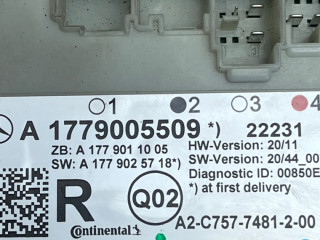 1 2 3 4
A 1779005509 *) 22231
ZB: A 177 901 10 05 HW-Version: 20/11
SW: A 177 902 57 18*) SW-Version: 20/44_00
Diagnostic ID: 00850E
*) at first delivery
R Q02
Continental A2-C757-7481-2-00